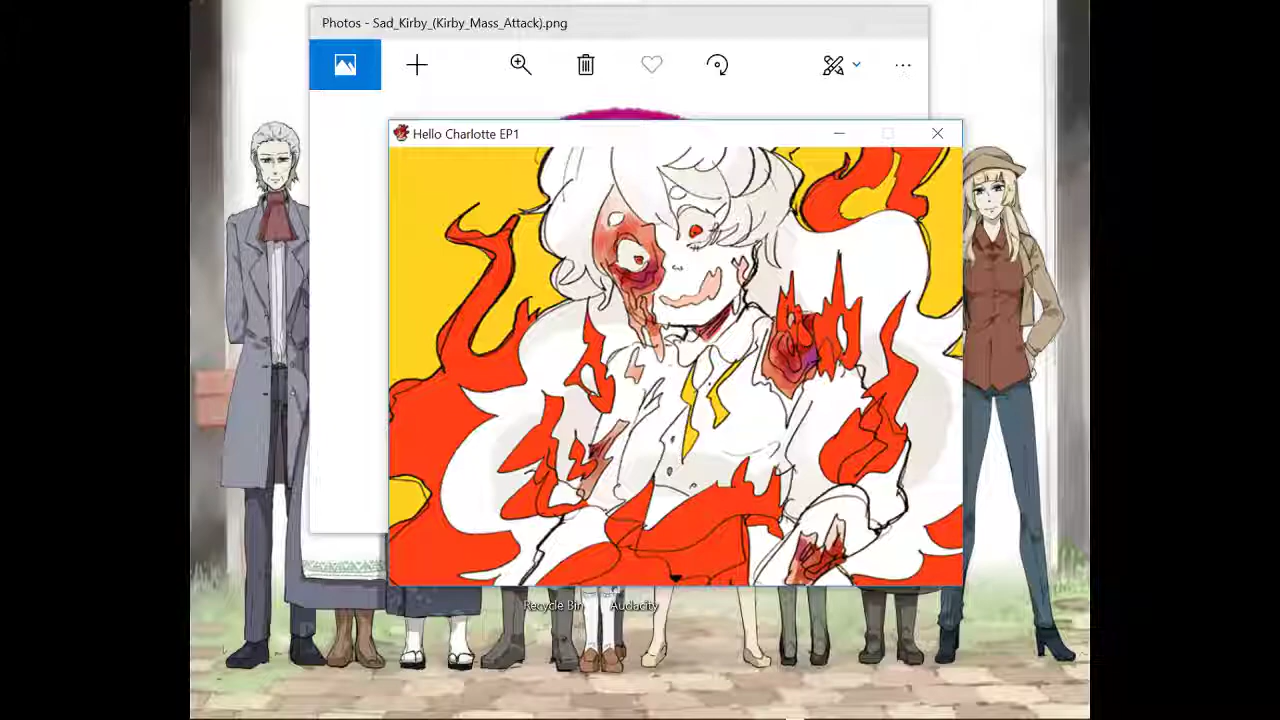 Photos - Sad_Kirby_(Kirby_Mass_Attack).png
Hello Charlotte EP1
Recycle Bin
Audacity